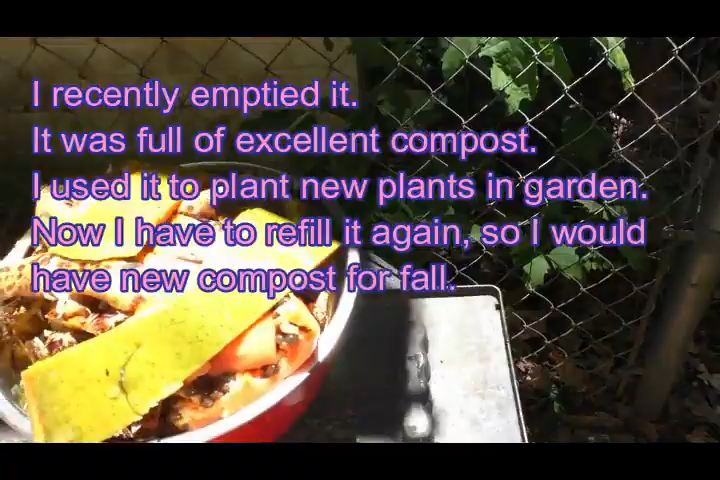 I recently emptied it.
It was full of excellent compost.
I used it to plant new plants in garden.
Now I have to refill it again, so I would
have new compost for fall.